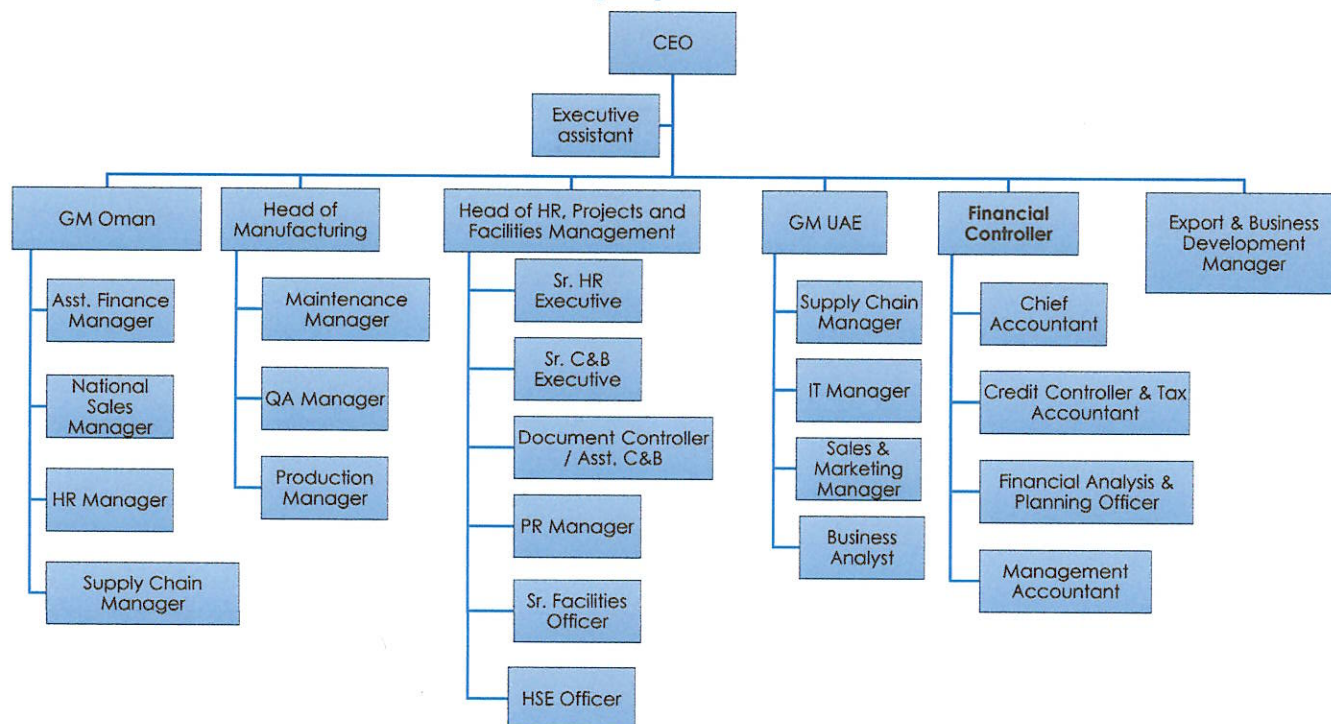 CEO
Executive
assistant
GM Oman
Head of
Manufacturing
Head of HR, Projects and
Facilities Management
GM UAE
Financial
Controller
Export & Business
Development
Manager
Asst. Finance
Manager
National
Sales
Manager
HR Manager
Supply Chain
Manager
Maintenance
Manager
QA Manager
Production
Manager
Sr. HR
Executive
Sr. C&B
Executive
Document Controller
/ Asst. C&B
PR Manager
Sr. Facilities
Officer
HSE Officer
Supply Chain
Manager
IT Manager
Sales &
Marketing
Manager
Business
Analyst
Chief
Accountant
Credit Controller & Tax
Accountant
Financial Analysis &
Planning Officer
Management
Accountant